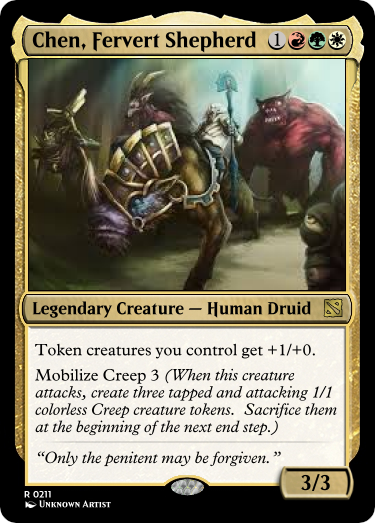 Chen, Fervert Shepherd 1
Legendary Creature — Human Druid
Token creatures you control get +1/+0.
Mobilize Creep 3 (When this creature
attacks, create three tapped and attacking 1/1
colorless Creep creature tokens. Sacrifice them
at the beginning of the next end step.)
“Only the penitent may be forgiven.”
3/3
R 0211
Unknown Artist